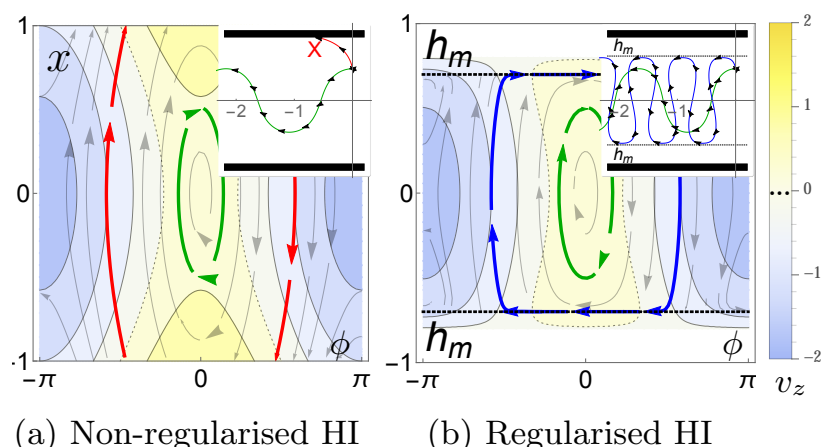 1
x
X
−2
−1
0
-1
ϕ
−π
0
π
1
h_m
h_m
−2
−1
h_m
0
h_m
-1
ϕ
−π
0
π
2
1
0
−1
−2
v_z
(a) Non-regularised HI
(b) Regularised HI